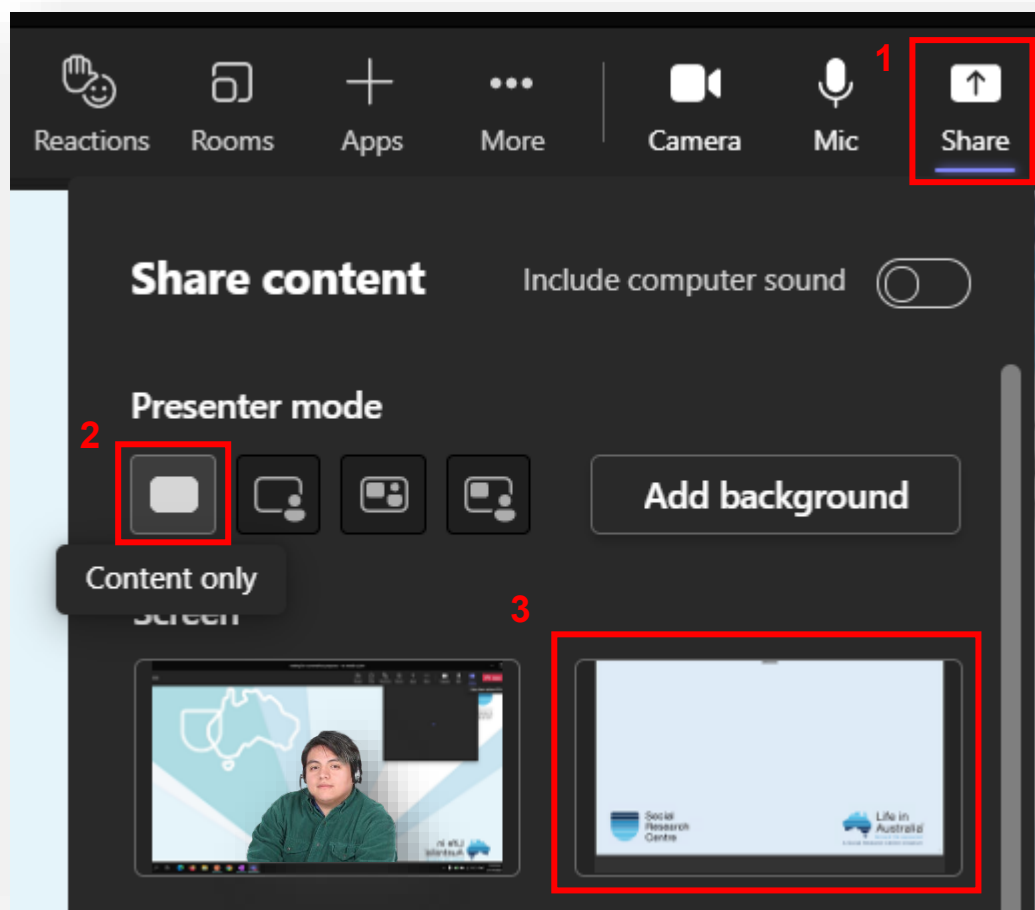 Reactions Rooms Apps More Camera Mic 1 Share
Share content Include computer sound
Presenter mode
2
Add background
Content only
Screen
3
Social
Research
Centre
Life in
Australia